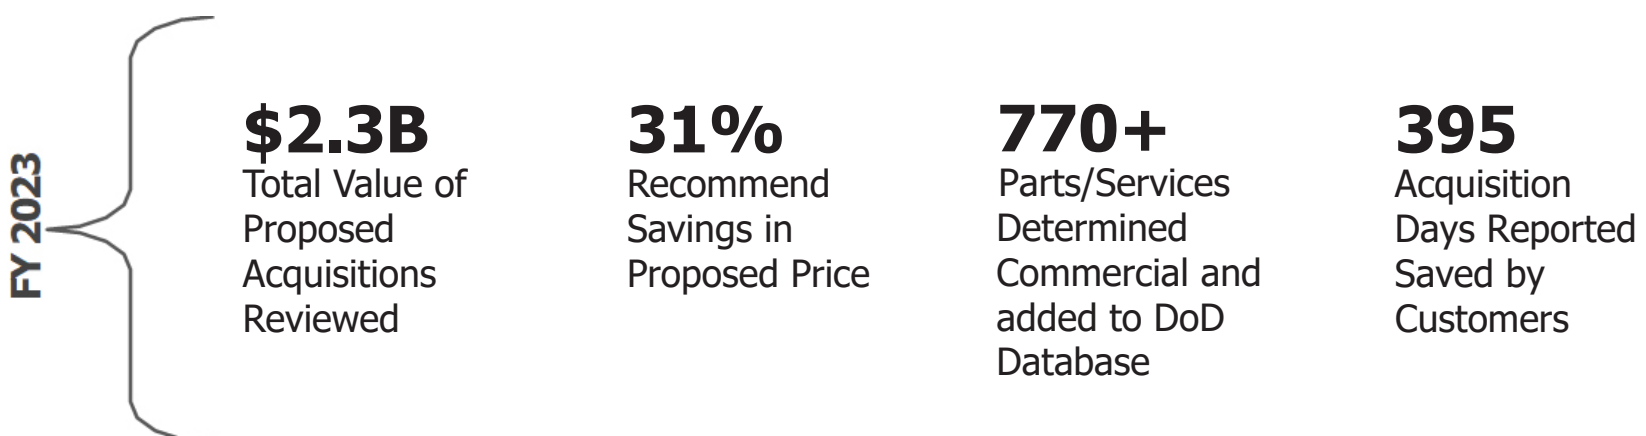 FY 2023
$2.3B
Total Value of
Proposed
Acquisitions
Reviewed
31%
Recommend
Savings in
Proposed Price
770+
Parts/Services
Determined
Commercial and
added to DoD
Database
395
Acquisition
Days Reported
Saved by
Customers